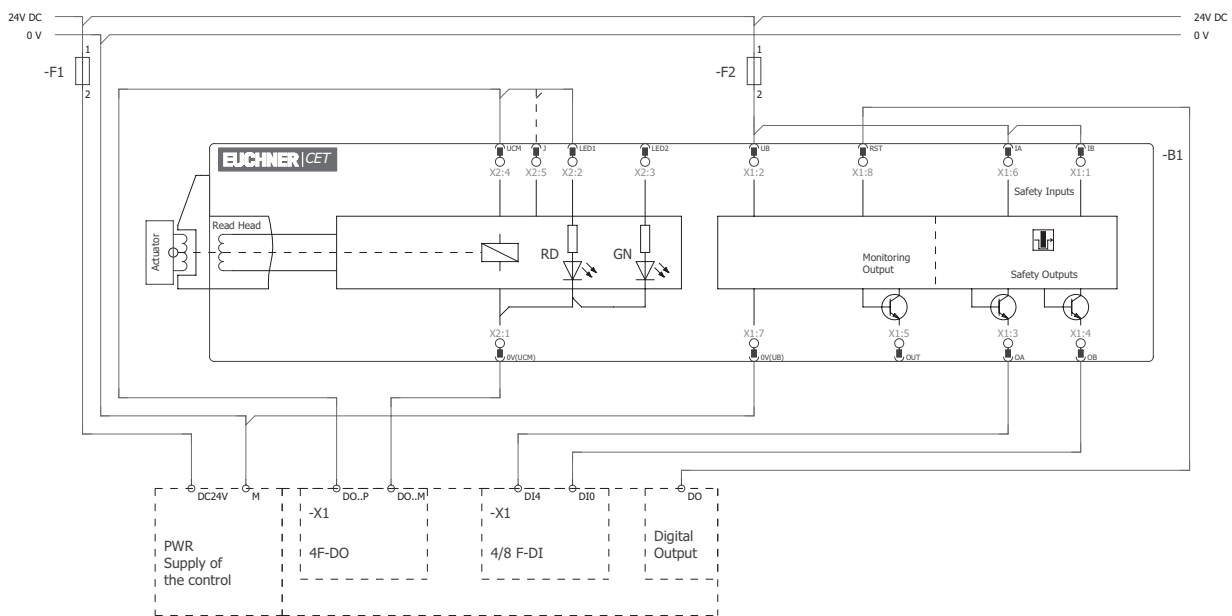 24V DC
24V DC
0 V
0 V
1
1
-F1
-F2
2
2
EUCHNER CET
UCM
J
LED1
LED2
UB
RST
IA
IB
-B1
X2:4
X2:5
X2:2
X2:3
X1:2
X1:8
X1:6
X1:1
Safety Inputs
Read Head
Actuator
RD
GN
Monitoring
Output
Safety Outputs
X2:1
X1:7
X1:5
X1:3
X1:4
0V(UCM)
0V(UB)
OUT
OA
OB
DC24V
M
DO..P
DO..M
DI4
DI0
DO
-X1
-X1
PWR
Supply of
the control
4F-DO
4/8 F-DI
Digital
Output